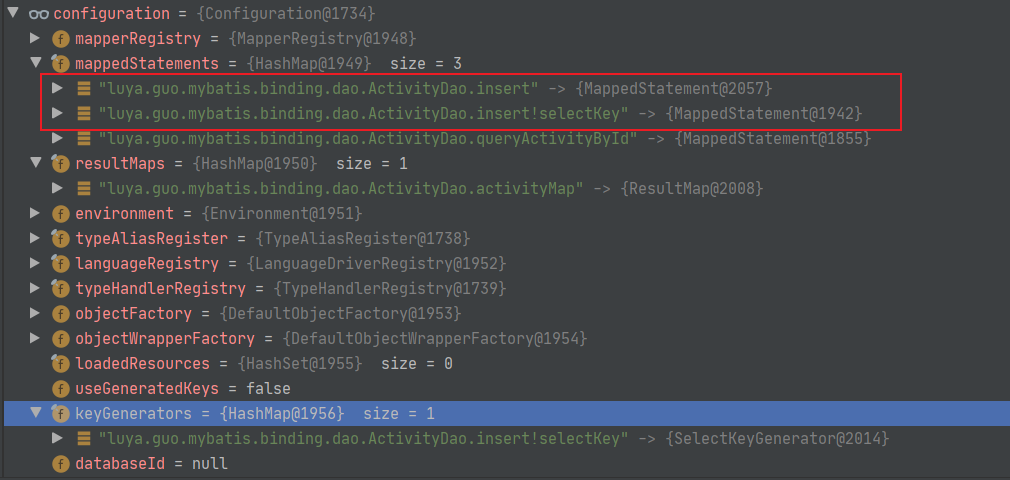 configuration = {Configuration@1734}
f mapperRegistry = {MapperRegistry@1948}
f mappedStatements = {HashMap@1949} size = 3
"luya.guo.mybatis.binding.dao.ActivityDao.insert" -> {MappedStatement@2057}
"luya.guo.mybatis.binding.dao.ActivityDao.insert!selectKey" -> {MappedStatement@1942}
"luya.guo.mybatis.binding.dao.ActivityDao.queryActivityById" -> {MappedStatement@1855}
f resultMaps = {HashMap@1950} size = 1
"luya.guo.mybatis.binding.dao.ActivityDao.activityMap" -> {ResultMap@2008}
f environment = {Environment@1951}
f typeAliasRegister = {TypeAliasRegister@1738}
f languageRegistry = {LanguageDriverRegistry@1952}
f typeHandlerRegistry = {TypeHandlerRegistry@1739}
f objectFactory = {DefaultObjectFactory@1953}
f objectWrapperFactory = {DefaultObjectWrapperFactory@1954}
f loadedResources = {HashSet@1955} size = 0
f useGeneratedKeys = false
f keyGenerators = {HashMap@1956} size = 1
"luya.guo.mybatis.binding.dao.ActivityDao.insert!selectKey" -> {SelectKeyGenerator@2014}
f databaseId = null